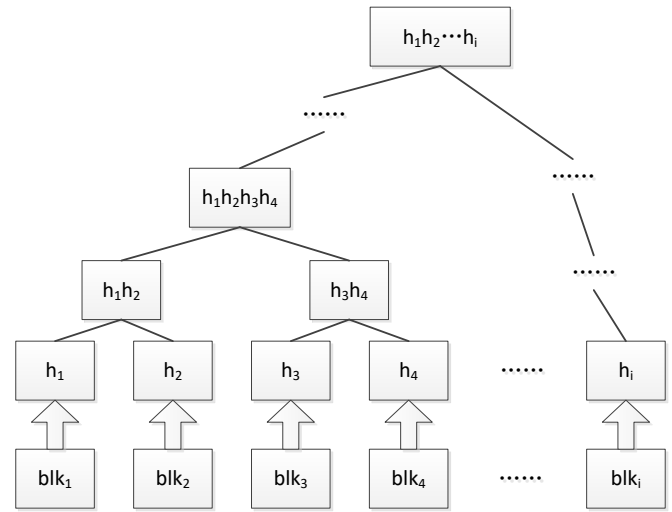 h₁h₂⋯hᵢ
……
……
h₁h₂h₃h₄
……
h₁h₂ h₃h₄
h₁ h₂ h₃ h₄ …… hᵢ
blk₁ blk₂ blk₃ blk₄ …… blkᵢ